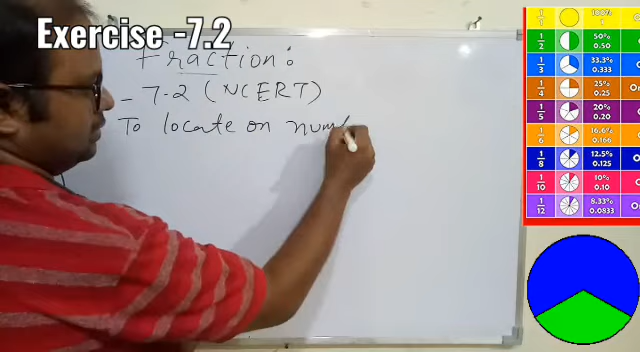 Exercise -7.2
Fraction:
- 7.2 (NCERT)
To locate on num
1/1 100% 1
1/2 50% 0.50
1/3 33.3% 0.333
1/4 25% 0.25
1/5 20% 0.20
1/6 16.6% 0.166
1/8 12.5% 0.125
1/10 10% 0.10
1/12 8.33% 0.0833